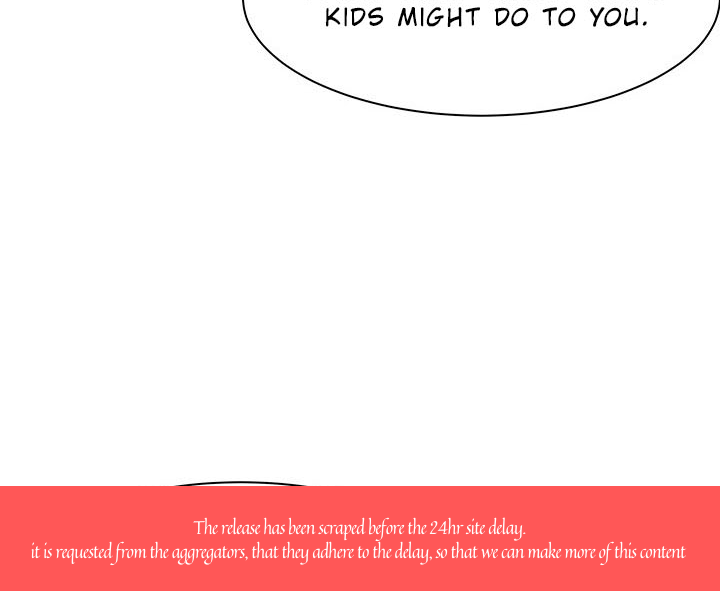 KIDS MIGHT DO TO YOU.
The release has been scraped before the 24hr site delay.
it is requested from the aggregators, that they adhere to the delay, so that we can make more of this content